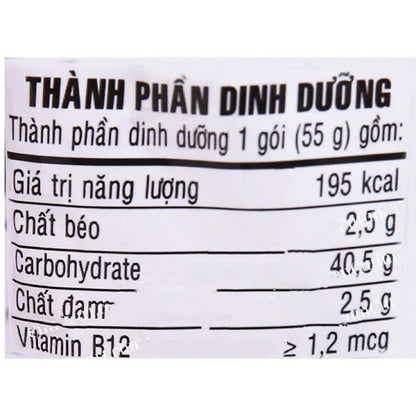 THÀNH PHẦN DINH DƯỠNG
Thành phần dinh dưỡng 1 gói (55 g) gồm:
Giá trị năng lượng 195 kcal
Chất béo 2,5 g
Carbohydrate 40,5 g
Chất đạm 2,5 g
Vitamin B12 ≥ 1,2 mcg